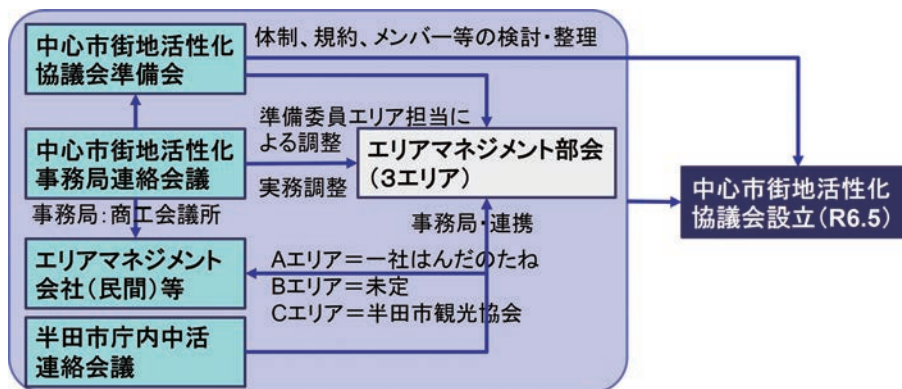 中心市街地活性化
協議会準備会
体制、規約、メンバー等の検討・整理
準備委員エリア担当に
よる調整
中心市街地活性化
事務局連絡会議
実務調整
エリアマネジメント部会
(3エリア)
中心市街地活性化
協議会設立(R6.5)
事務局:商工会議所
事務局・連携
エリアマネジメント
会社(民間)等
Aエリア=一社はんだのたね
Bエリア=未定
Cエリア=半田市観光協会
半田市庁内中活
連絡会議